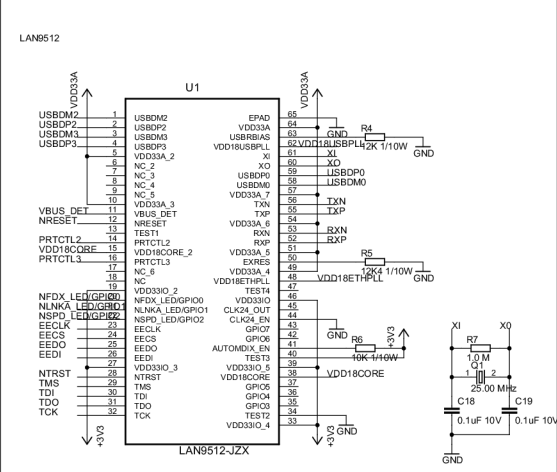 LAN9512
U1
VDD33A
VDD33A
USBDM2 1 USBDM2
USBDP2 2 USBDP2
USBDM3 3 USBDM3
USBDP3 4 USBDP3
5 VDD33A_2
6 NC_2
7 NC_3
8 NC_4
9 NC_5
10 VDD33A_3
VBUS_DET 11 VBUS_DET
NRESET 12 NRESET
13 TEST1
PRTCTL2 14 PRTCTL2
VDD18CORE 15 VDD18CORE_2
PRTCTL3 16 PRTCTL3
17 NC_6
18 NC
19 VDD33IO_2
NFDX_LED/GPIO0 20 NFDX_LED/GPIO0
NLNKA_LED/GPIO1 21 NLNKA_LED/GPIO1
NSPD_LED/GPIO2 22 NSPD_LED/GPIO2
EECLK 23 EECLK
EECS 24 EECS
EEDO 25 EEDO
EEDI 26 EEDI
27 VDD33IO_3
NTRST 28 NTRST
TMS 29 TMS
TDI 30 TDI
TDO 31 TDO
TCK 32 TCK
+3V3
EPAD 65
GND
VDD33A 64
USBRBIAS 63
R4
12K 1/10W
GND
VDD18USBPLL 62 VDD18USBPLL
XI 61 XI
XO 60 XO
USBDP0 59 USBDP0
USBDM0 58 USBDM0
VDD33A_7 57
TXN 56 TXN
TXP 55 TXP
VDD33A_6 54
RXN 53 RXN
RXP 52 RXP
VDD33A_5 51
EXRES 50
R5
12K4 1/10W
GND
VDD33A_4 49
VDD18ETHPLL 48 VDD18ETHPLL
TEST4 47
VDD33IO 46
CLK24_OUT 45
CLK24_EN 44
GND
GPIO7 43
GPIO6 42
AUTOMDIX_EN 41
R6
10K 1/10W
+3V3
TEST3 40
VDD33IO_5 39
VDD18CORE 38 VDD18CORE
GPIO5 37
GPIO4 36
GPIO3 35
TEST2 34
GND
VDD33IO_4 33
+3V3
LAN9512-JZX
XI
X0
R7
1.0 M
Q1
1 2
25.00 MHz
C18
0.1uF 10V
C19
0.1uF 10V
GND